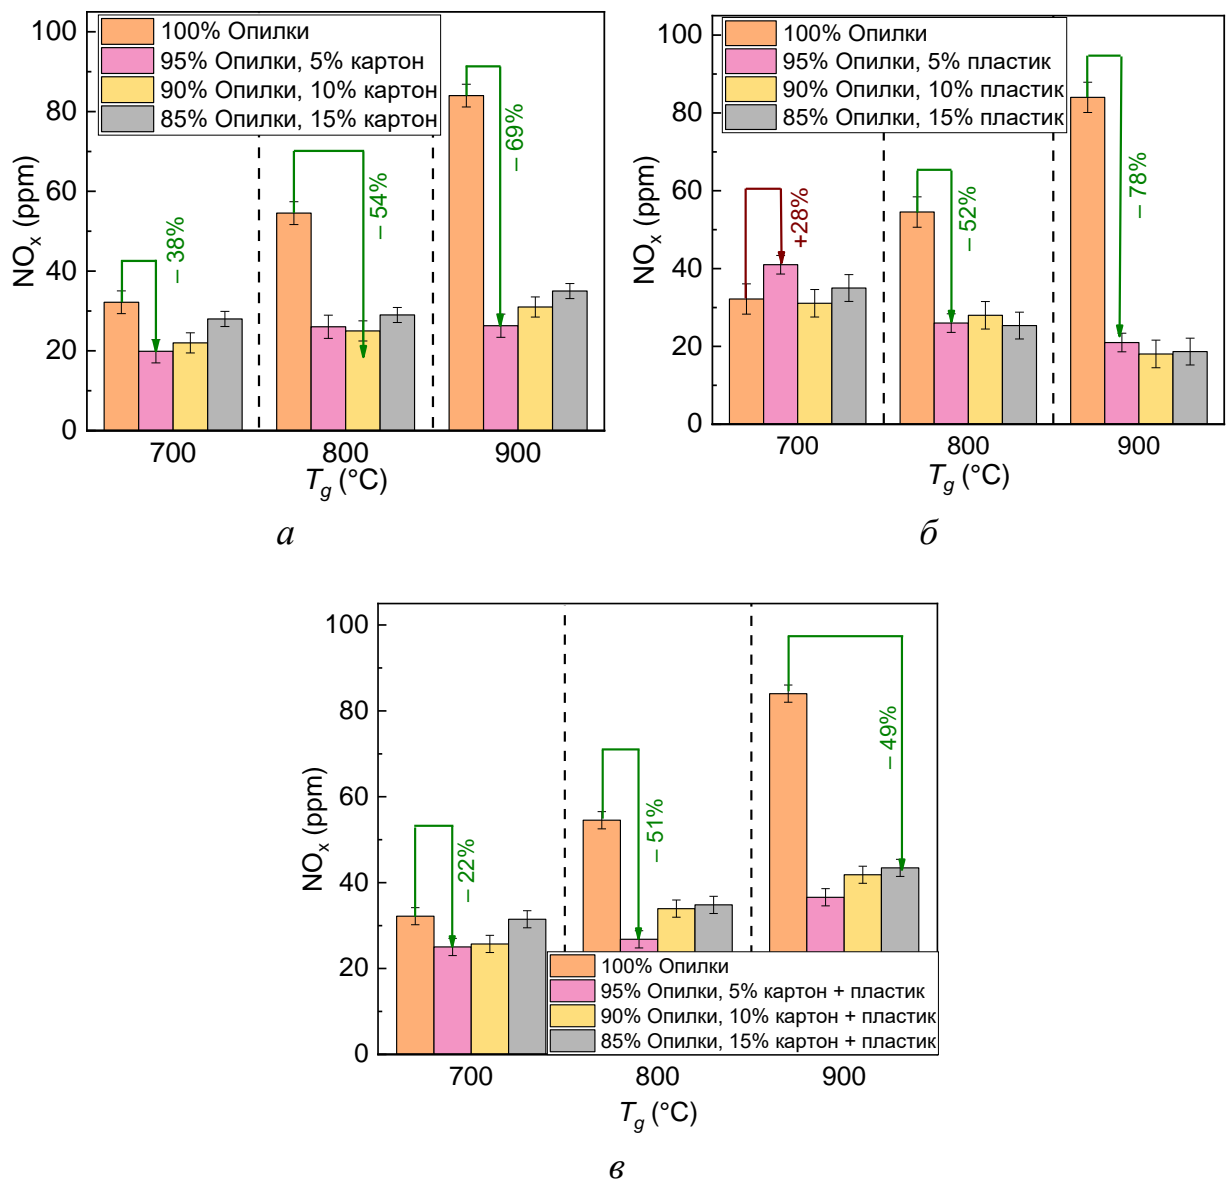 100% Опилки
95% Опилки, 5% картон
90% Опилки, 10% картон
85% Опилки, 15% картон
NOx (ppm)
100
80
60
40
20
0
– 38%
– 54%
– 69%
700
800
900
Tg (°C)
а
100% Опилки
95% Опилки, 5% пластик
90% Опилки, 10% пластик
85% Опилки, 15% пластик
NOx (ppm)
100
80
60
40
20
0
+28%
– 52%
– 78%
700
800
900
Tg (°C)
б
NOx (ppm)
100
80
60
40
20
0
– 22%
– 51%
– 49%
100% Опилки
95% Опилки, 5% картон + пластик
90% Опилки, 10% картон + пластик
85% Опилки, 15% картон + пластик
700
800
900
Tg (°C)
в